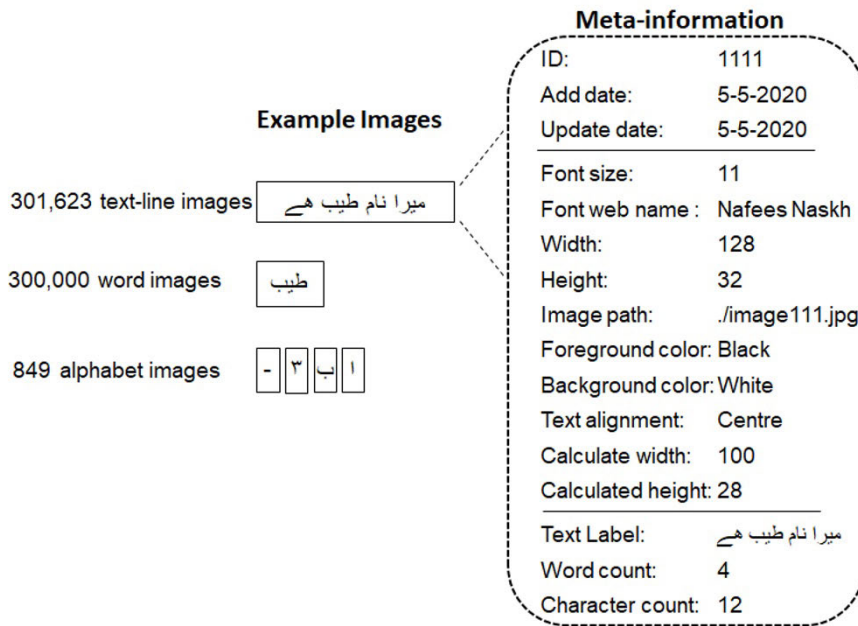 Meta-information
ID: 1111
Add date: 5-5-2020
Update date: 5-5-2020
Example Images
Font size: 11
301,623 text-line images میرا نام طیب ھے
Font web name : Nafees Naskh
Width: 128
300,000 word images طیب
Height: 32
Image path: ./image111.jpg
849 alphabet images - ۳ ب ا
Foreground color: Black
Background color: White
Text alignment: Centre
Calculate width: 100
Calculated height: 28
Text Label: میرا نام طیب ھے
Word count: 4
Character count: 12